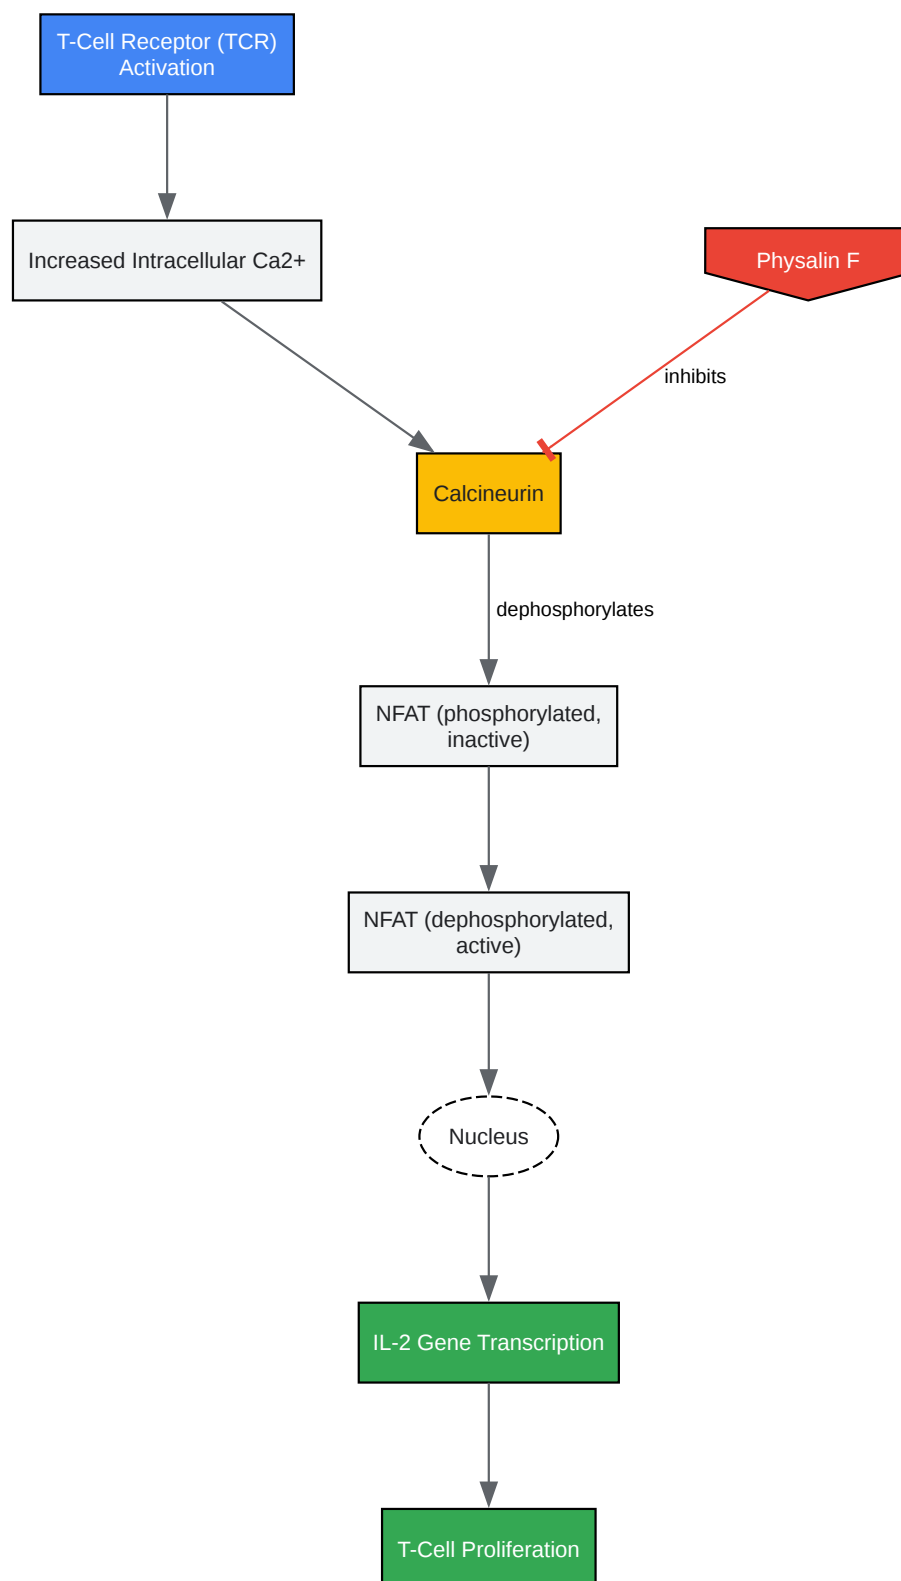 T-Cell Receptor (TCR)
Activation
Increased Intracellular Ca2+
Physalin F
inhibits
Calcineurin
dephosphorylates
NFAT (phosphorylated,
inactive)
NFAT (dephosphorylated,
active)
Nucleus
IL-2 Gene Transcription
T-Cell Proliferation